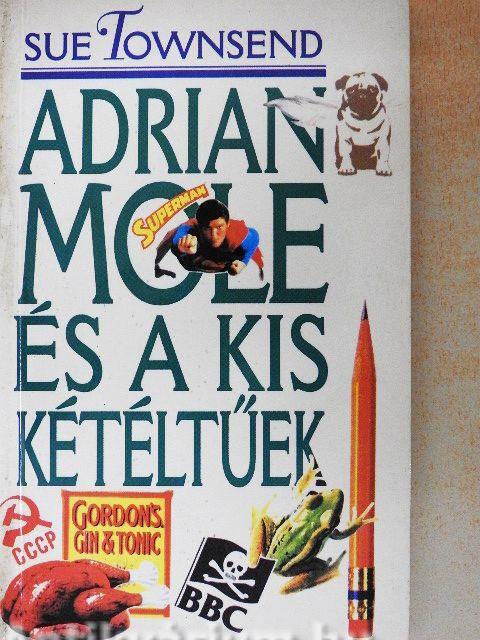 SUE TOWNSEND
ADRIAN
MOLE
SUPERMAN
ÉS A KIS
KÉTÉLTŰEK
CCCP
GORDON'S
GIN & TONIC
BBC